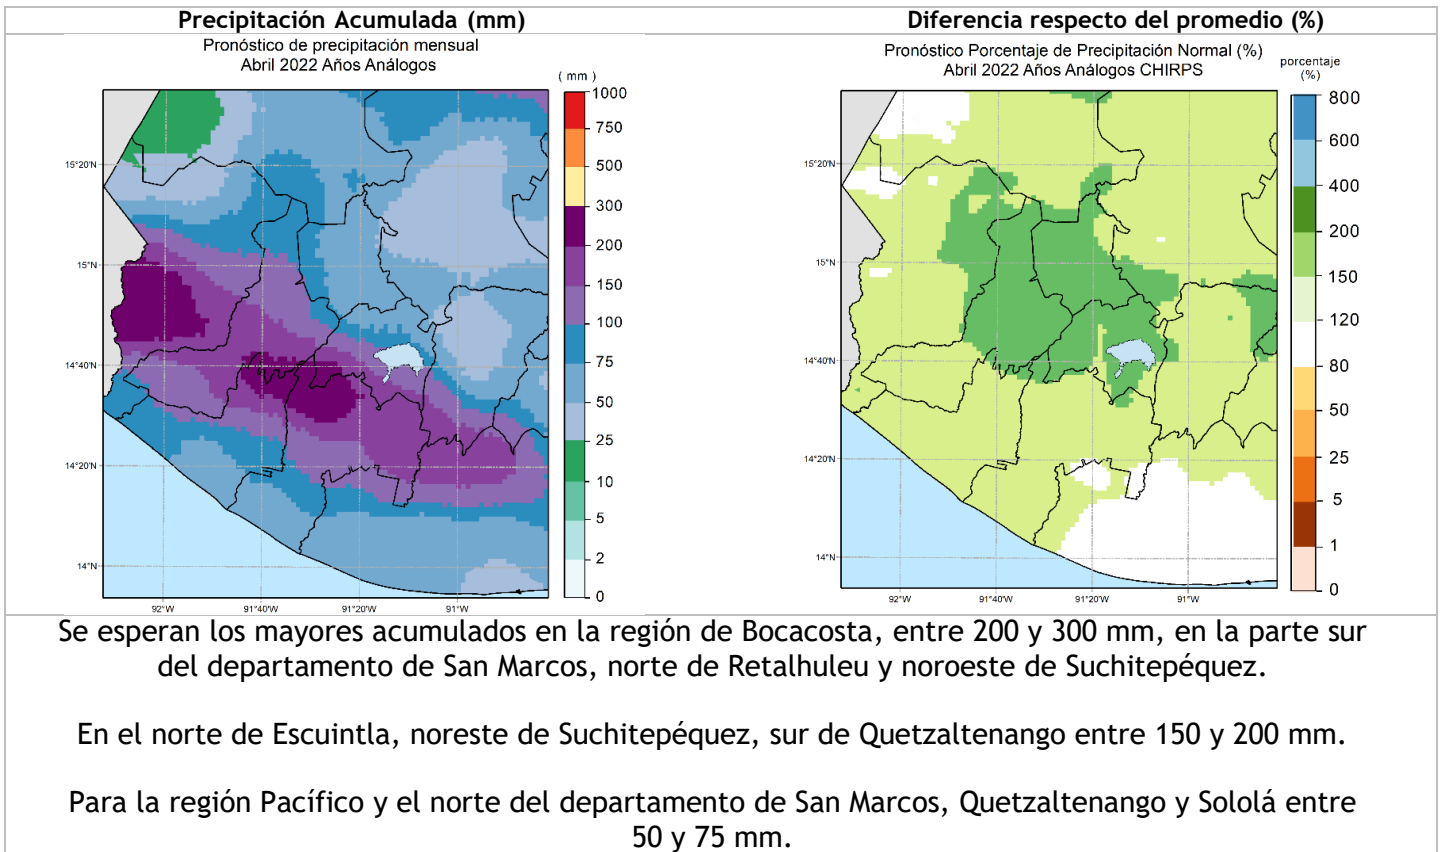 Precipitación Acumulada (mm)
Diferencia respecto del promedio (%)
Pronóstico de precipitación mensual
Abril 2022 Años Análogos
( mm )
1000
750
500
300
200
150
100
75
50
25
10
5
2
0
15°20'N
15°N
14°40'N
14°20'N
14°N
92°W
91°40'W
91°20'W
91°W
Pronóstico Porcentaje de Precipitación Normal (%)
Abril 2022 Años Análogos CHIRPS
porcentaje
(%)
800
600
400
200
150
120
80
50
25
5
1
0
15°20'N
15°N
14°40'N
14°20'N
14°N
92°W
91°40'W
91°20'W
91°W
Se esperan los mayores acumulados en la región de Bocacosta, entre 200 y 300 mm, en la parte sur
del departamento de San Marcos, norte de Retalhuleu y noroeste de Suchitepéquez.
En el norte de Escuintla, noreste de Suchitepéquez, sur de Quetzaltenango entre 150 y 200 mm.
Para la región Pacífico y el norte del departamento de San Marcos, Quetzaltenango y Sololá entre
50 y 75 mm.